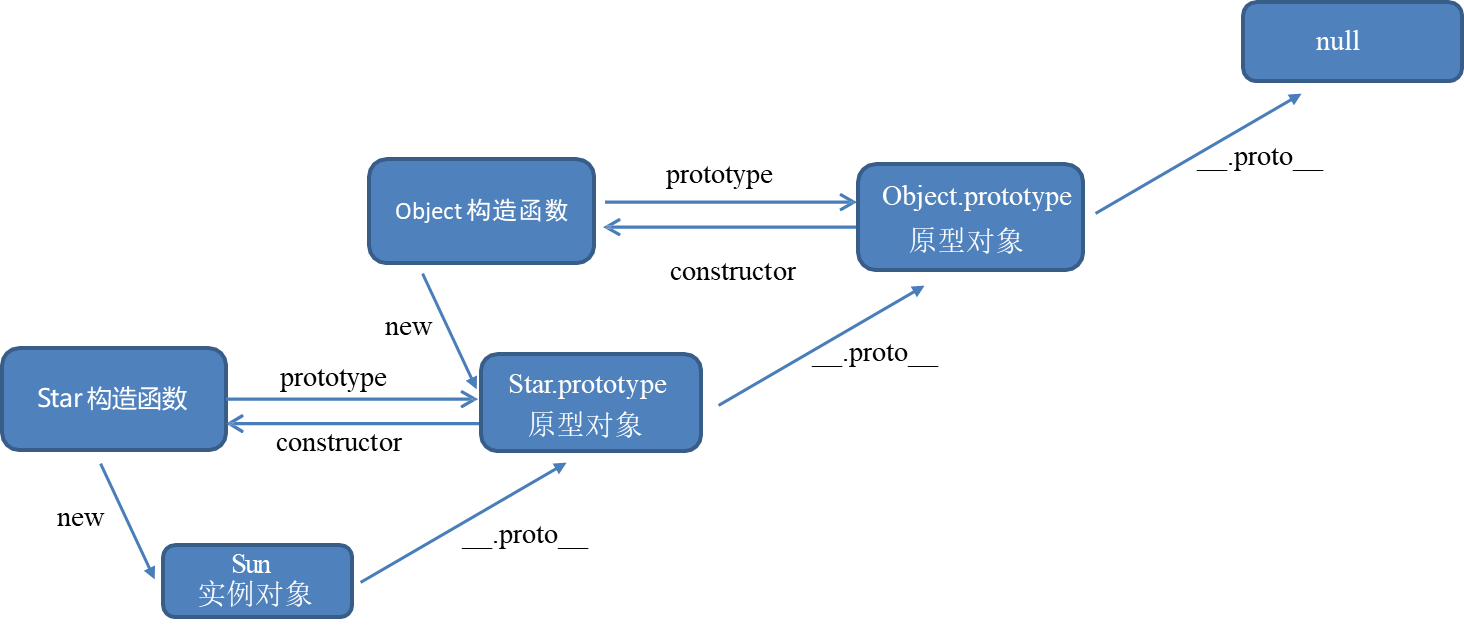 null
__.proto__
prototype
Object 构造函数
Object.prototype
原型对象
constructor
new
__.proto__
prototype
Star 构造函数
Star.prototype
原型对象
constructor
new
__.proto__
Sun
实例对象